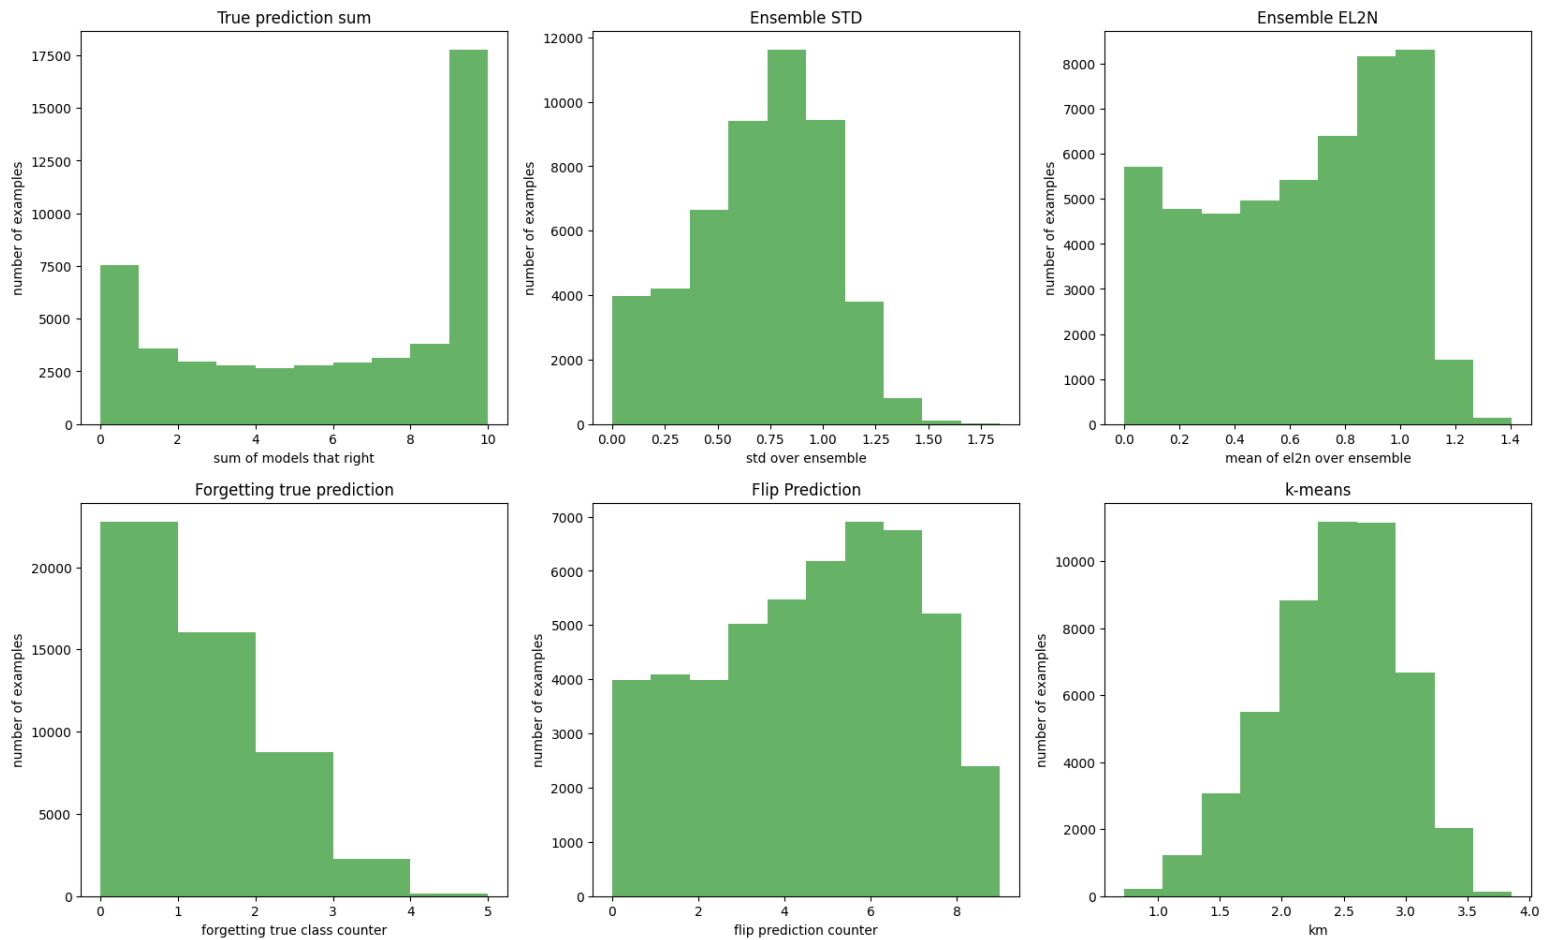 True prediction sum
number of examples
17500
15000
12500
10000
7500
5000
2500
0
0 2 4 6 8 10
sum of models that right
Ensemble STD
number of examples
12000
10000
8000
6000
4000
2000
0
0.00 0.25 0.50 0.75 1.00 1.25 1.50 1.75
std over ensemble
Ensemble EL2N
number of examples
8000
7000
6000
5000
4000
3000
2000
1000
0
0.0 0.2 0.4 0.6 0.8 1.0 1.2 1.4
mean of el2n over ensemble
Forgetting true prediction
number of examples
20000
15000
10000
5000
0
0 1 2 3 4 5
forgetting true class counter
Flip Prediction
number of examples
7000
6000
5000
4000
3000
2000
1000
0
0 2 4 6 8
flip prediction counter
k-means
number of examples
10000
8000
6000
4000
2000
0
1.0 1.5 2.0 2.5 3.0 3.5 4.0
km